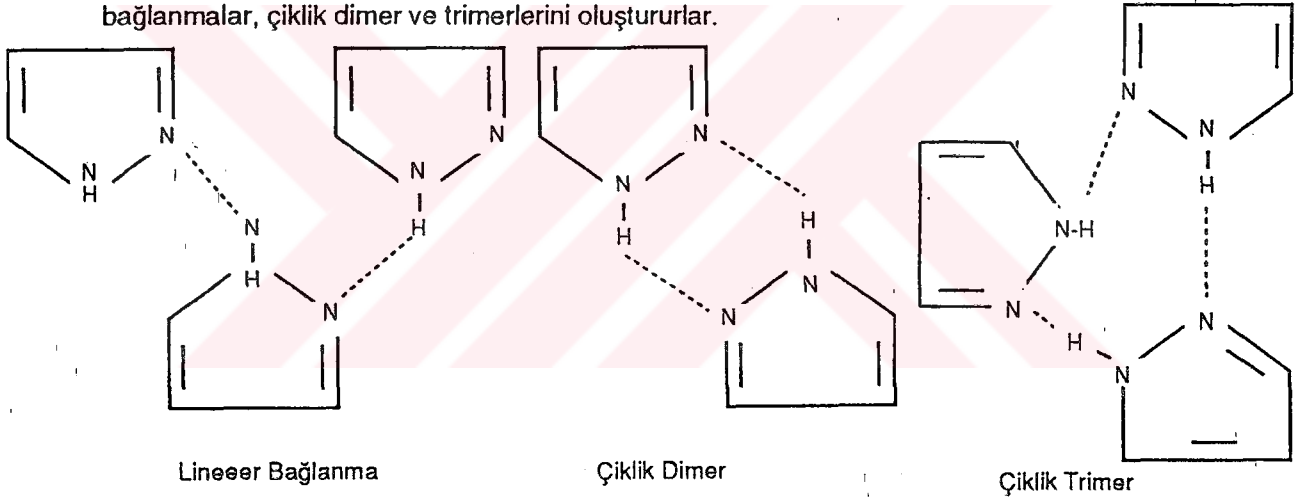 bağlanmalar, çiklik dimer ve trimerlerini oluştururlar.
N
N
H
N
H
N
N
N
H
N
N
H
N
H
N
N
N
N
H
N-H
N
H
N
N
Lineeer Bağlanma
Çiklik Dimer
Çiklik Trimer